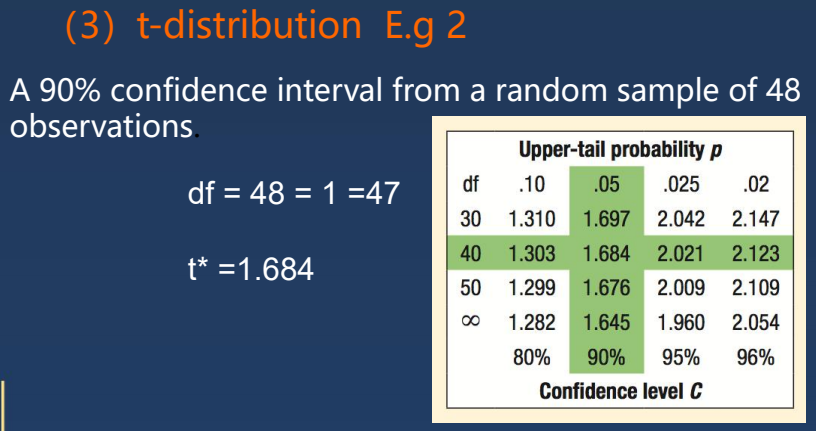 (3) t-distribution E.g 2
A 90% confidence interval from a random sample of 48
observations.
df = 48 = 1 =47
t* =1.684
Upper-tail probability p
df .10 .05 .025 .02
30 1.310 1.697 2.042 2.147
40 1.303 1.684 2.021 2.123
50 1.299 1.676 2.009 2.109
∞ 1.282 1.645 1.960 2.054
80% 90% 95% 96%
Confidence level C